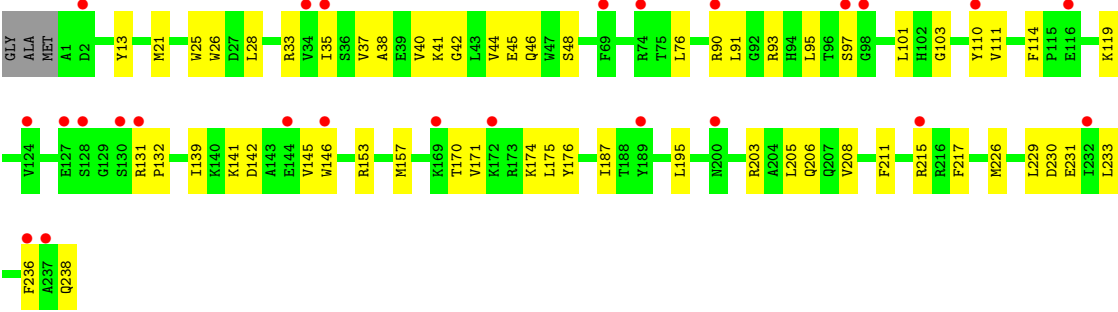 GLY ALA MET A1 D2 Y13 M21 W25 W26 D27 L28 R33 V34 I35 S36 V37 A38 E39 V40 K41 G42 L43 V44 E45 Q46 W47 S48 F69 R74 T75 L76 R90 L91 G92 R93 H94 L95 T96 S97 G98 L101 H102 G103 Y110 V111 F114 P115 E116 K119
V124 E127 S128 G129 S130 R131 P132 I139 K140 K141 D142 A143 E144 V145 W146 R153 M157 K169 T170 V171 K172 R173 K174 L175 Y176 I187 T188 Y189 L195 N200 R203 A204 L205 Q206 Q207 V208 F211 R215 R216 F217 M226 L229 D230 E231 I232 L233
F236 A237 Q238